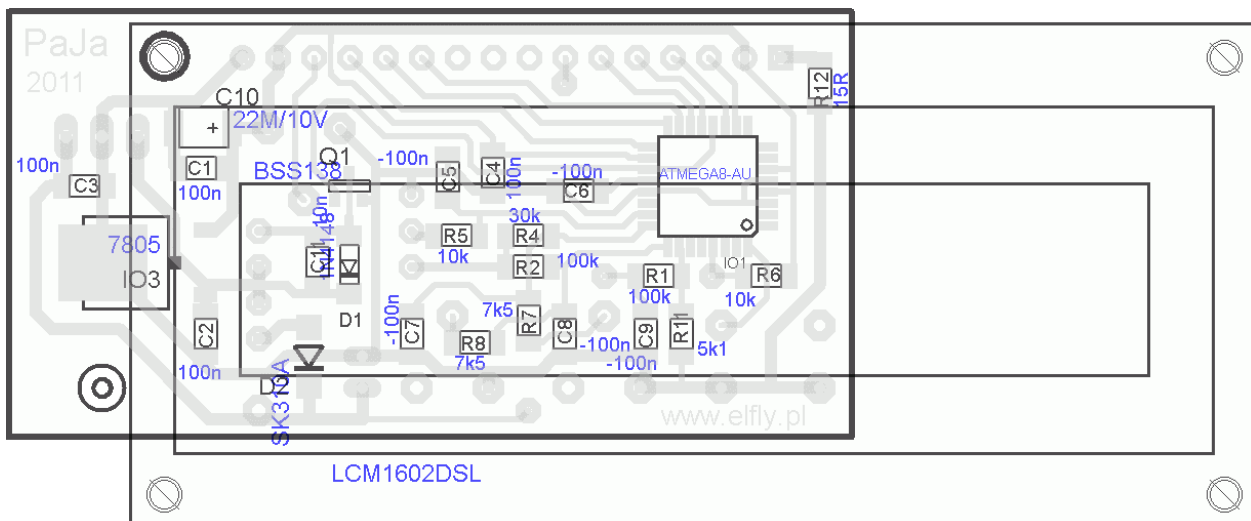 PaJa
2011
C10
22M/10V
R12
15R
100n
C3
C1
100n
Q1
BSS138
-100n
C5
C4
100n
-100n
C6
ATMEGA8-AU
7805
IO3
10n
R5
10k
30k
R4
R2
100k
R1
100k
IO1
R6
10k
D1
C2
100n
-100n
C7
R8
7k5
7k5
R7
C8
-100n
C9
-100n
R11
5k1
www.elfly.pl
LCM1602DSL